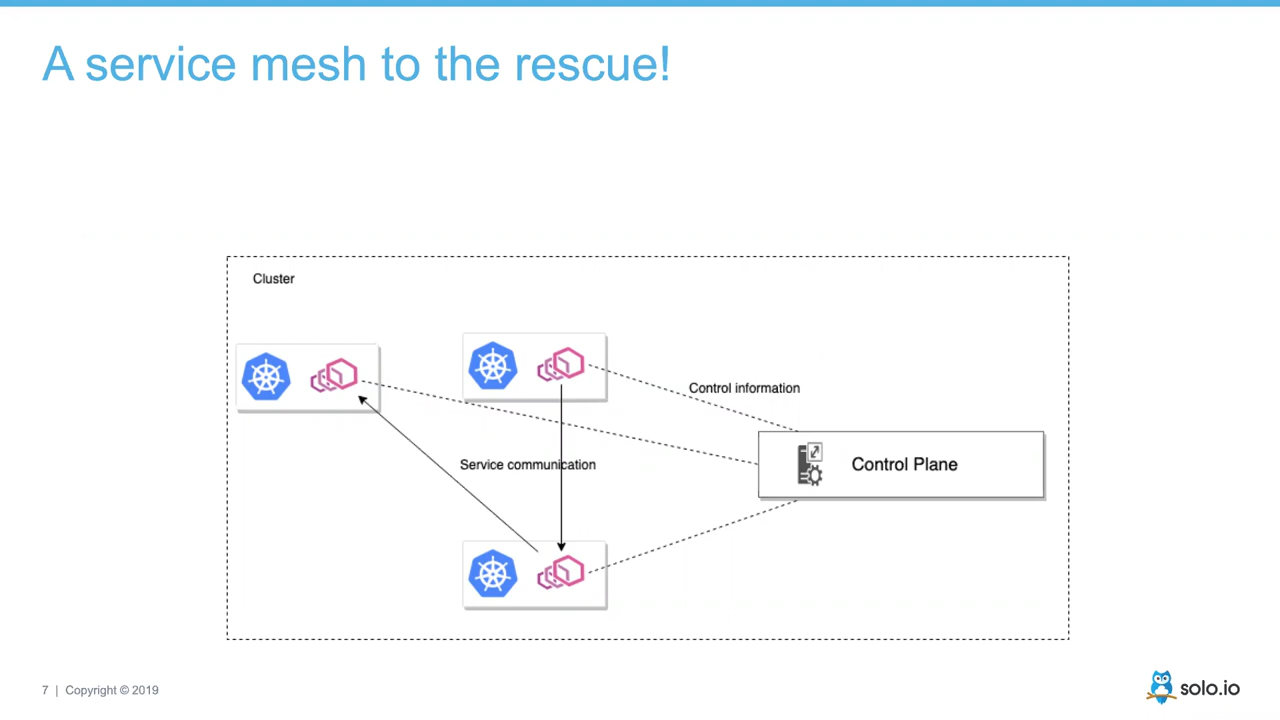 A service mesh to the rescue!
Cluster
Control information
Service communication
Control Plane
7 | Copyright © 2019
solo.io